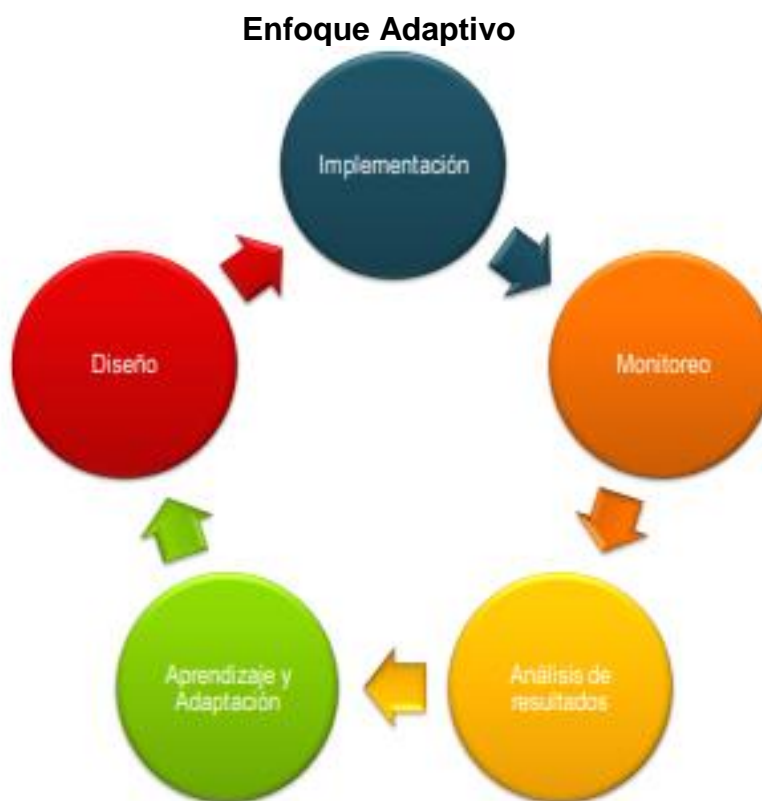 Enfoque Adaptivo
Implementación
Diseño
Monitoreo
Aprendizaje y
Adaptación
Análisis de
resultados